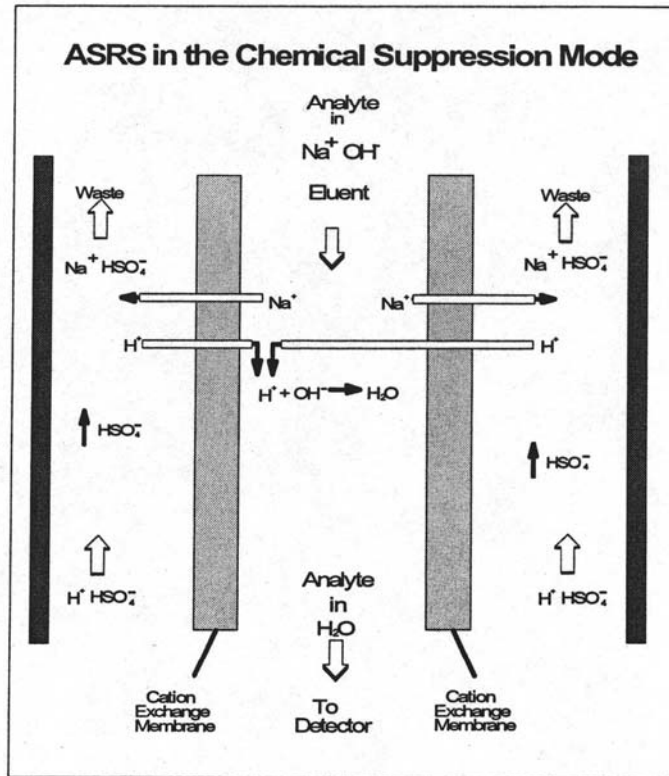 ASRS in the Chemical Suppression Mode
Analyte
in
Na⁺ OH⁻
Eluent
Waste
Waste
Na⁺ HSO₄⁻
Na⁺ HSO₄⁻
Na⁺
Na⁺
H⁺
H⁺
H⁺ + OH⁻ → H₂O
HSO₄⁻
HSO₄⁻
Analyte
in
H₂O
H⁺ HSO₄⁻
H⁺ HSO₄⁻
Cation
Exchange
Membrane
To
Detector
Cation
Exchange
Membrane